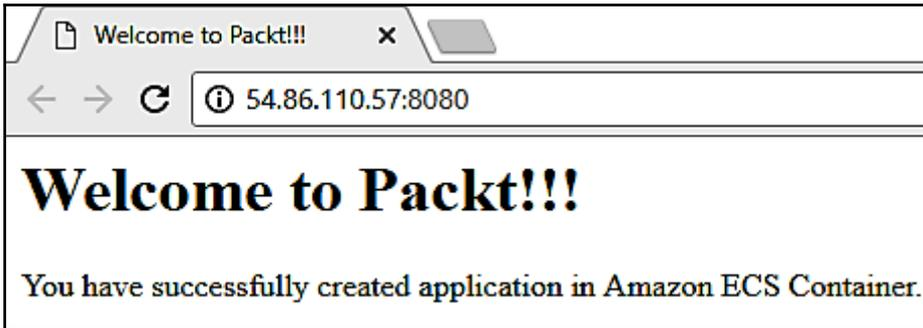 Welcome to Packt!!!
54.86.110.57:8080
Welcome to Packt!!!
You have successfully created application in Amazon ECS Container.